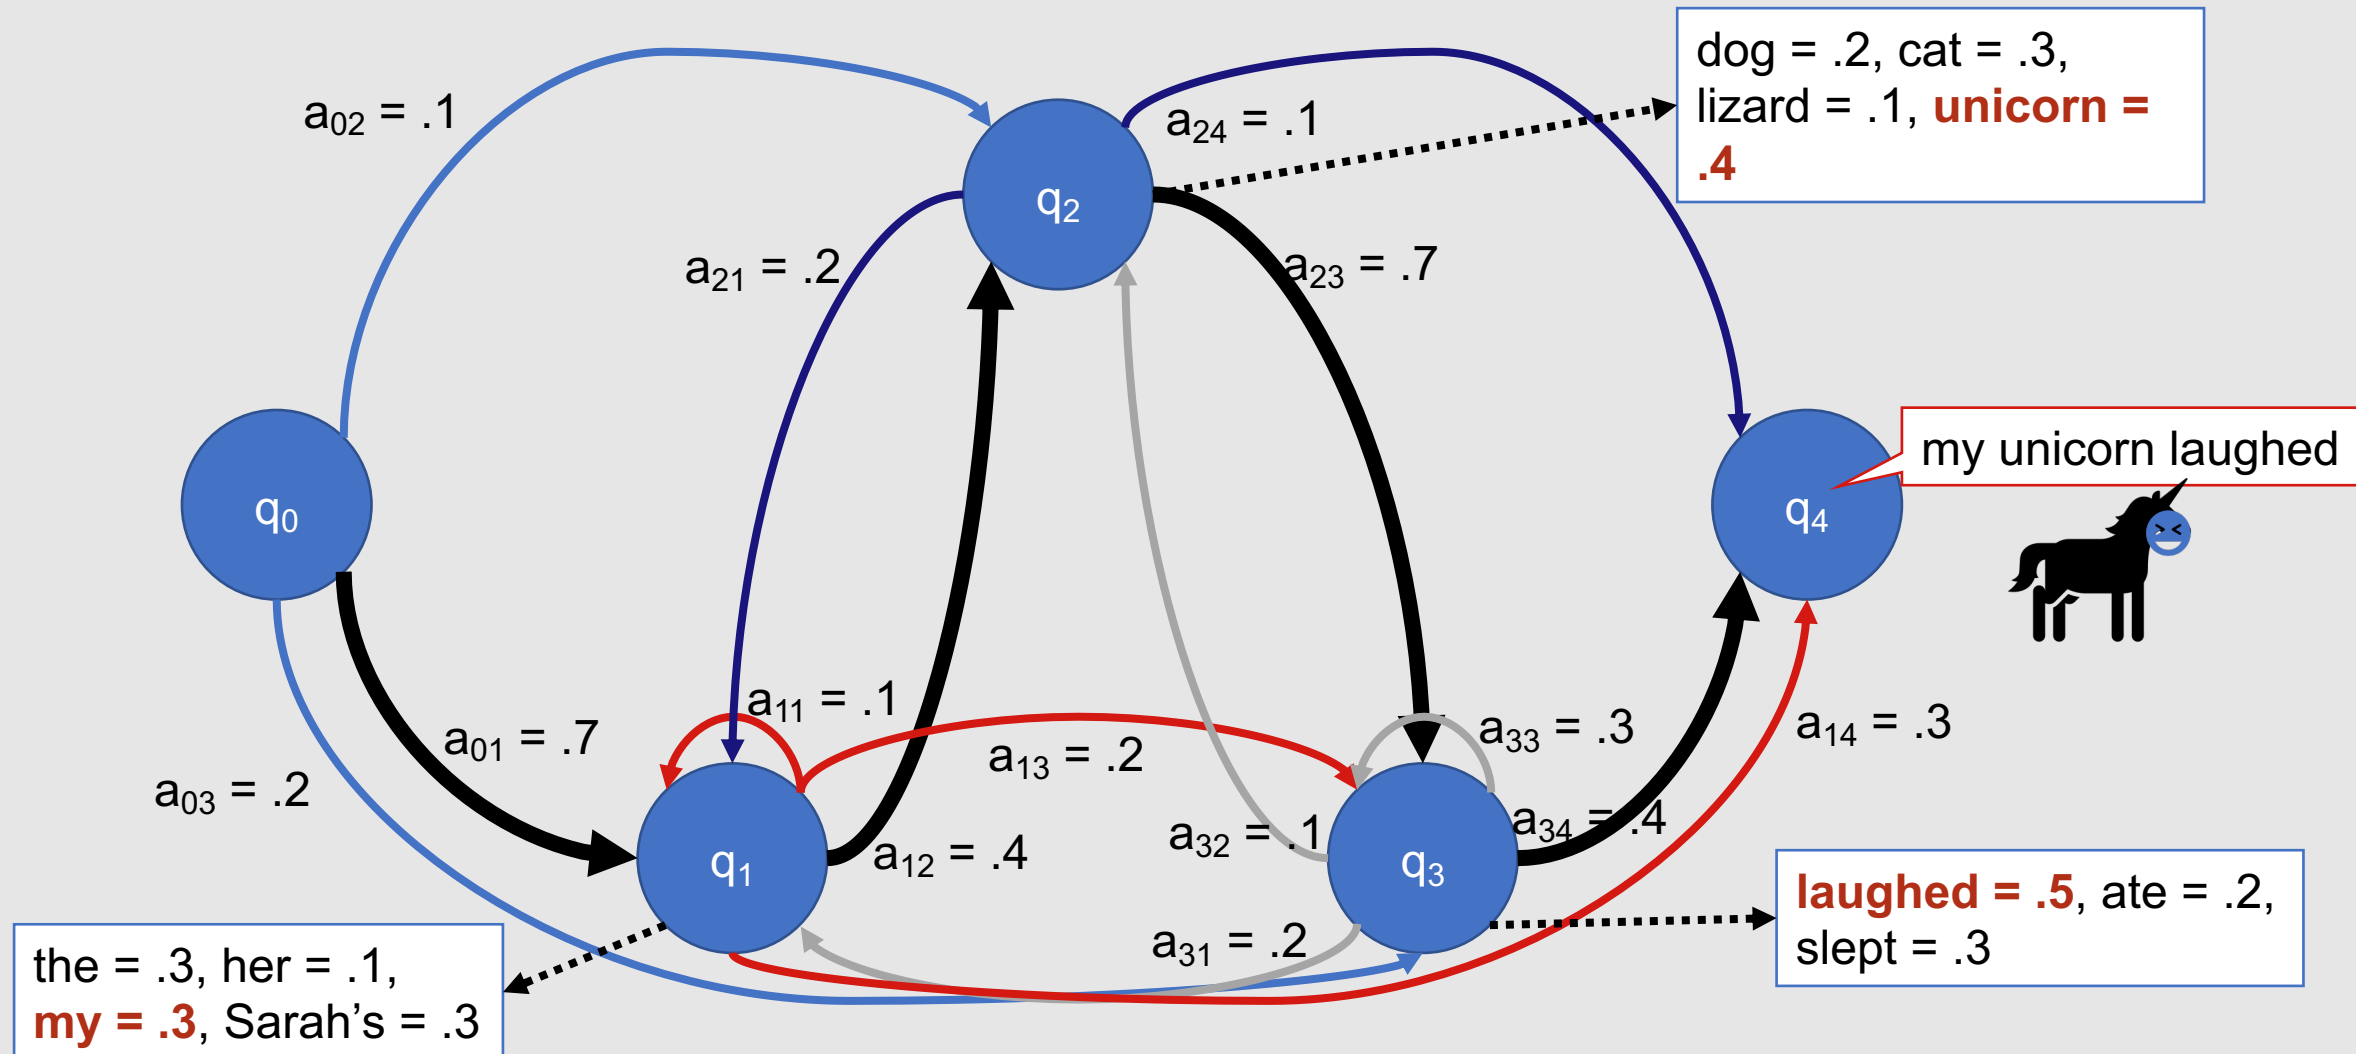 dog = .2, cat = .3,
lizard = .1, unicorn =
.4
a₀₂ = .1
a₂₄ = .1
q₂
a₂₁ = .2
a₂₃ = .7
my unicorn laughed
q₀
q₄
a₁₁ = .1
a₀₁ = .7
a₁₃ = .2
a₃₃ = .3
a₁₄ = .3
a₀₃ = .2
a₃₂ = .1
a₃₄ = .4
q₁
a₁₂ = .4
q₃
laughed = .5, ate = .2,
slept = .3
a₃₁ = .2
the = .3, her = .1,
my = .3, Sarah’s = .3